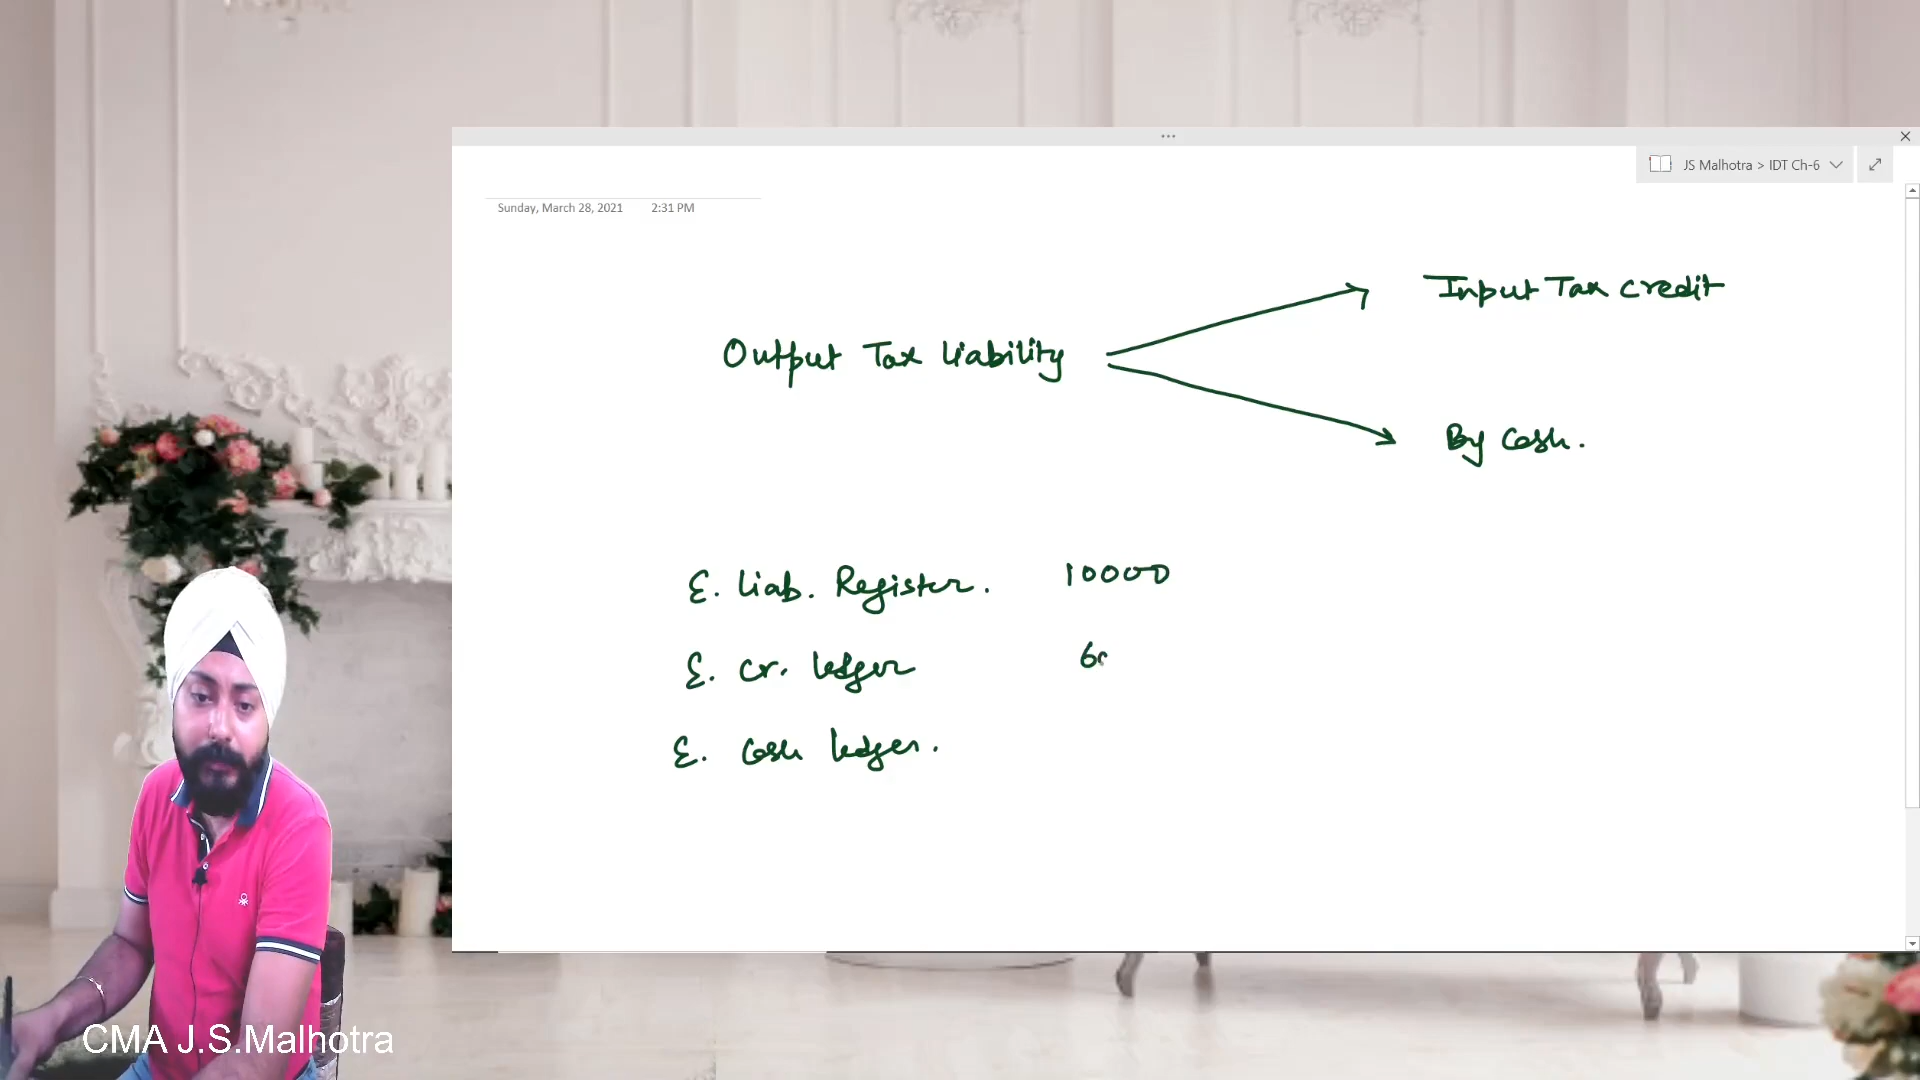 JS Malhotra > IDT Ch-6
Sunday, March 28, 2021 2:31 PM
Input Tax credit
Output Tax liability
By Cash.
E. liab. Register. 10000
E. cr. ledger 60
E. Cash ledger.
CMA J.S.Malhotra